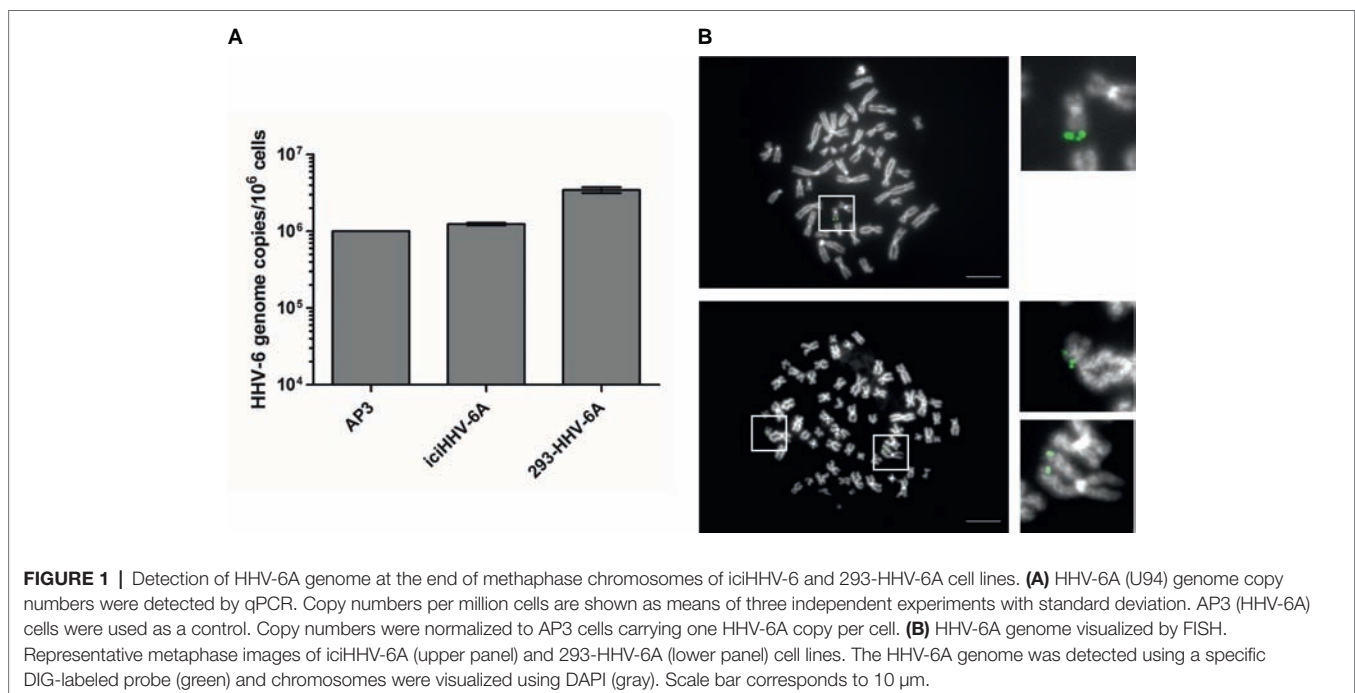 A
B
HHV-6 genome copies/10⁶ cells
10⁷
10⁶
10⁵
10⁴
AP3
iciHHV-6A
293-HHV-6A
FIGURE 1 | Detection of HHV-6A genome at the end of methaphase chromosomes of iciHHV-6 and 293-HHV-6A cell lines. (A) HHV-6A (U94) genome copy
numbers were detected by qPCR. Copy numbers per million cells are shown as means of three independent experiments with standard deviation. AP3 (HHV-6A)
cells were used as a control. Copy numbers were normalized to AP3 cells carrying one HHV-6A copy per cell. (B) HHV-6A genome visualized by FISH.
Representative metaphase images of iciHHV-6A (upper panel) and 293-HHV-6A (lower panel) cell lines. The HHV-6A genome was detected using a specific
DIG-labeled probe (green) and chromosomes were visualized using DAPI (gray). Scale bar corresponds to 10 μm.